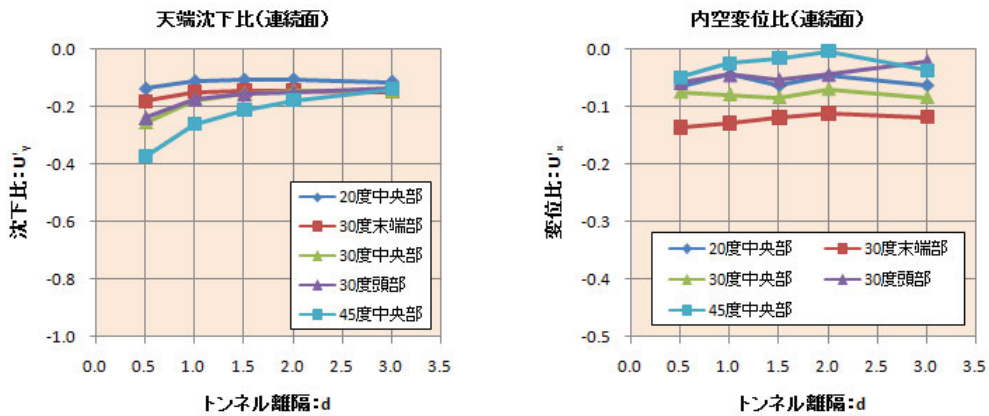 天端沈下比(連続面)
0.0
-0.2
-0.4
-0.6
-0.8
-1.0
0.0 0.5 1.0 1.5 2.0 2.5 3.0 3.5
沈下比:U'y
トンネル離隔:d
20度中央部
30度末端部
30度中央部
30度頭部
45度中央部
内空変位比(連続面)
0.0
-0.1
-0.2
-0.3
-0.4
-0.5
0.0 0.5 1.0 1.5 2.0 2.5 3.0 3.5
変位比:U'x
トンネル離隔:d
20度中央部 30度末端部
30度中央部 30度頭部
45度中央部